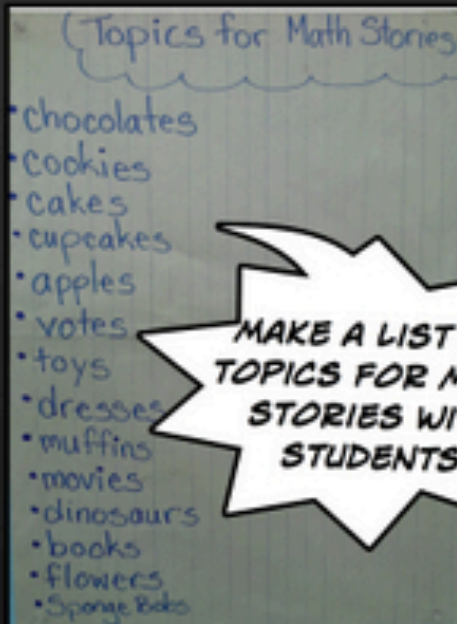 Topics for Math Stories
• chocolates
• cookies
• cakes
• cupcakes
• apples
• votes
• toys
• dresses
• muffins
• movies
• dinosaurs
• books
• flowers
• Sponge Bobs
MAKE A LIST
TOPICS FOR M
STORIES WI
STUDENTS